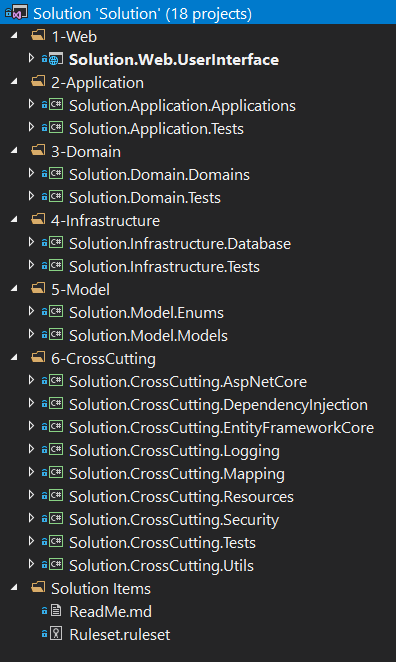 Solution 'Solution' (18 projects)
1-Web
Solution.Web.UserInterface
2-Application
C# Solution.Application.Applications
C# Solution.Application.Tests
3-Domain
C# Solution.Domain.Domains
C# Solution.Domain.Tests
4-Infrastructure
C# Solution.Infrastructure.Database
C# Solution.Infrastructure.Tests
5-Model
C# Solution.Model.Enums
C# Solution.Model.Models
6-CrossCutting
C# Solution.CrossCutting.AspNetCore
C# Solution.CrossCutting.DependencyInjection
C# Solution.CrossCutting.EntityFrameworkCore
C# Solution.CrossCutting.Logging
C# Solution.CrossCutting.Mapping
C# Solution.CrossCutting.Resources
C# Solution.CrossCutting.Security
C# Solution.CrossCutting.Tests
C# Solution.CrossCutting.Utils
Solution Items
ReadMe.md
Ruleset.ruleset